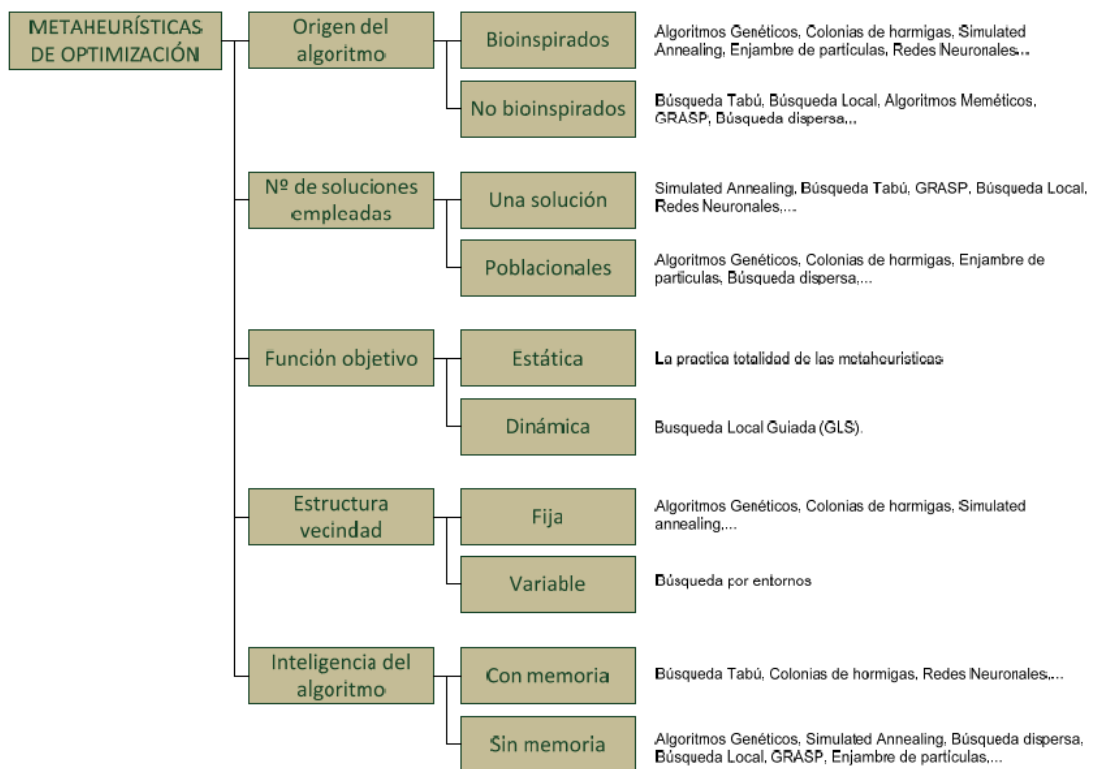 METAHEURÍSTICAS
DE OPTIMIZACIÓN
Origen del
algoritmo
Bioinspirados
Algoritmos Genéticos, Colonias de hormigas, Simulated
Annealing, Enjambre de partículas, Redes Neuronales...
No bioinspirados
Búsqueda Tabú, Búsqueda Local, Algoritmos Meméticos,
GRASP, Búsqueda dispersa...
Nº de soluciones
empleadas
Una solución
Simulated Annealing, Búsqueda Tabú, GRASP, Búsqueda Local,
Redes Neuronales,...
Poblacionales
Algoritmos Genéticos, Colonias de hormigas, Enjambre de
particulas, Búsqueda dispersa,...
Función objetivo
Estática
La practica totalidad de las metaheuristicas
Dinámica
Busqueda Local Guiada (GLS).
Estructura
vecindad
Fija
Algoritmos Genéticos, Colonias de hormigas, Simulated
annealing,...
Variable
Búsqueda por entornos
Inteligencia del
algoritmo
Con memoria
Búsqueda Tabú, Colonias de hormigas, Redes Neuronales,...
Sin memoria
Algoritmos Genéticos, Simulated Annealing, Búsqueda dispersa,
Búsqueda Local, GRASP, Enjambre de partículas,...